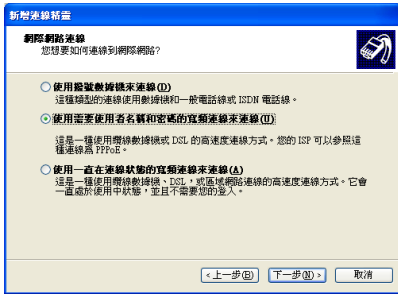 新增連線精靈
網際網路連線
您想要如何連線到網際網路?
使用撥號數據機來連線(D)
這種類型的連線使用數據機和一般電話線或 ISDN 電話線。
使用需要使用者名稱和密碼的寬頻連線來連線(U)
這是一種使用纜線數據機或 DSL 的高速度連線方式。您的 ISP 可以參照這
種連線為 PPPoE。
使用一直在連線狀態的寬頻連線來連線(A)
這是一種使用纜線數據機、DSL,或區域網路連線的高速度連線方式。它會
一直處於使用中狀態,並且不需要您的登入。
<上一步(B)
下一步(N)>
取消